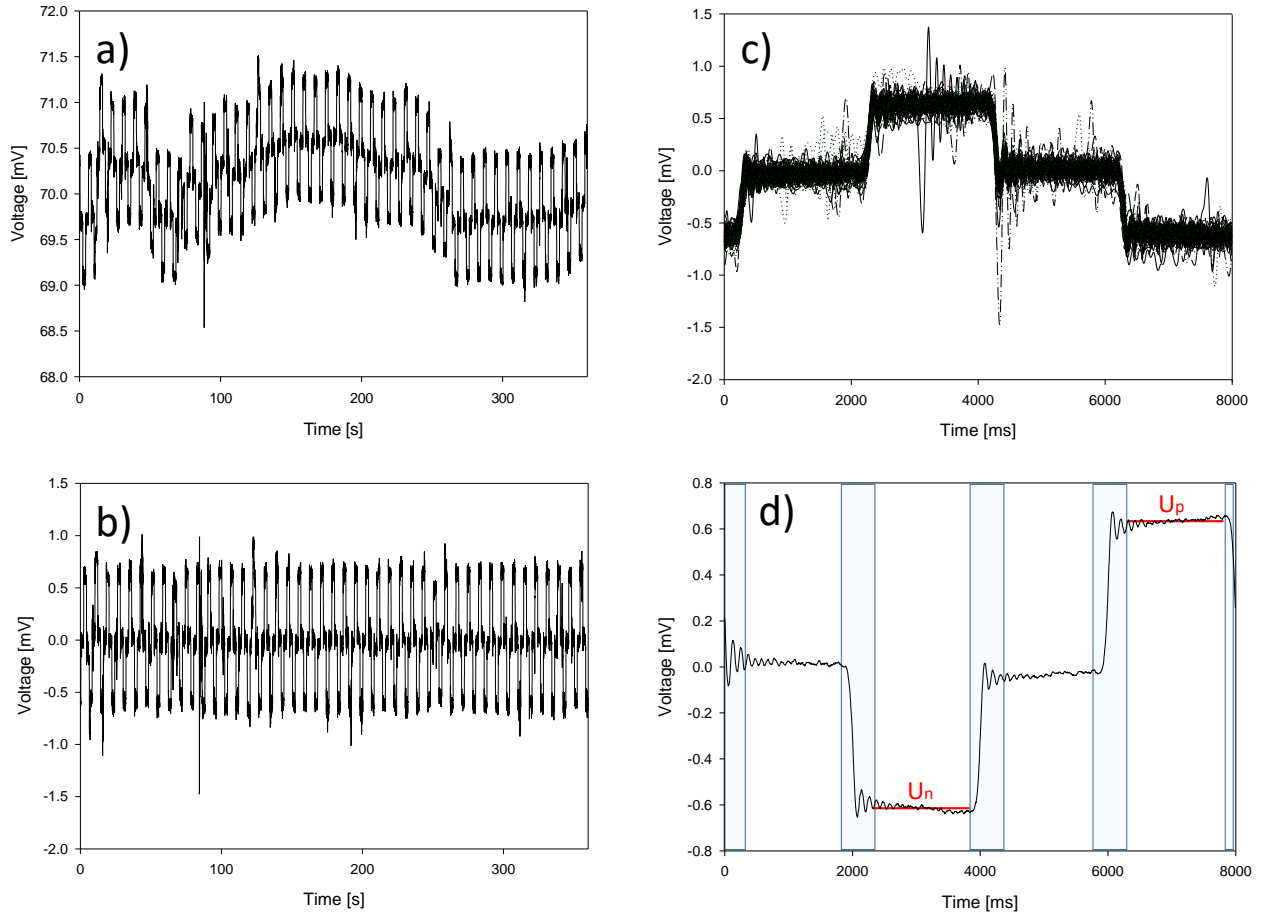 a)
72.0
71.5
71.0
70.5
70.0
69.5
69.0
68.5
68.0
Voltage [mV]
0 100 200 300
Time [s]
c)
1.5
1.0
0.5
0.0
-0.5
-1.0
-1.5
-2.0
Voltage [mV]
0 2000 4000 6000 8000
Time [ms]
b)
1.5
1.0
0.5
0.0
-0.5
-1.0
-1.5
-2.0
Voltage [mV]
0 100 200 300
Time [s]
d)
0.8
0.6
0.4
0.2
0.0
-0.2
-0.4
-0.6
-0.8
Voltage [mV]
Up
Un
0 2000 4000 6000 8000
Time [ms]